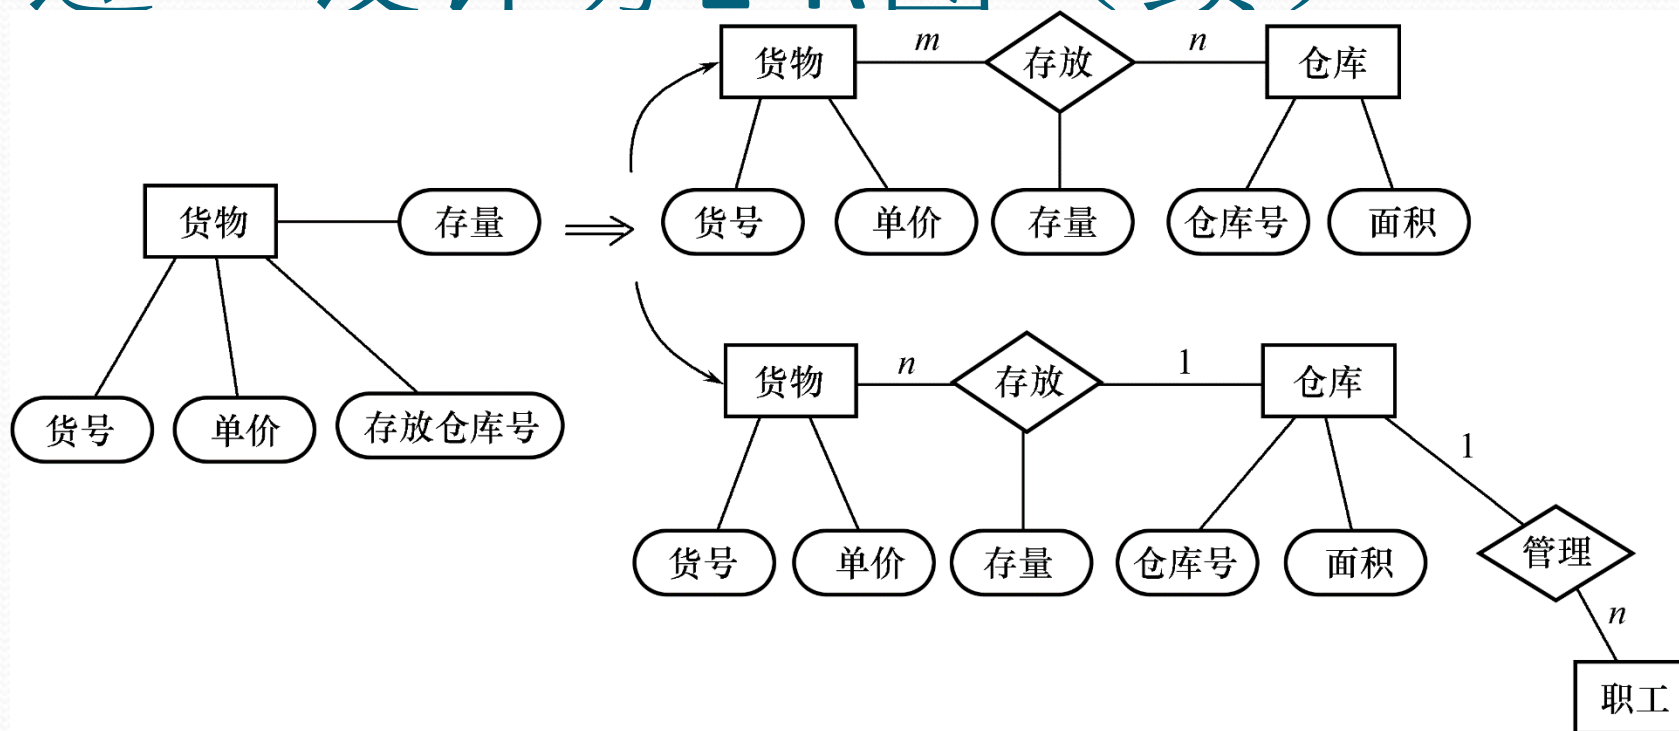 货物 m 存放 n 仓库
货号 单价 存量 仓库号 面积
货物 存量
货号 单价 存放仓库号
货物 n 存放 1 仓库
1
货号 单价 存量 仓库号 面积 管理
n
职工